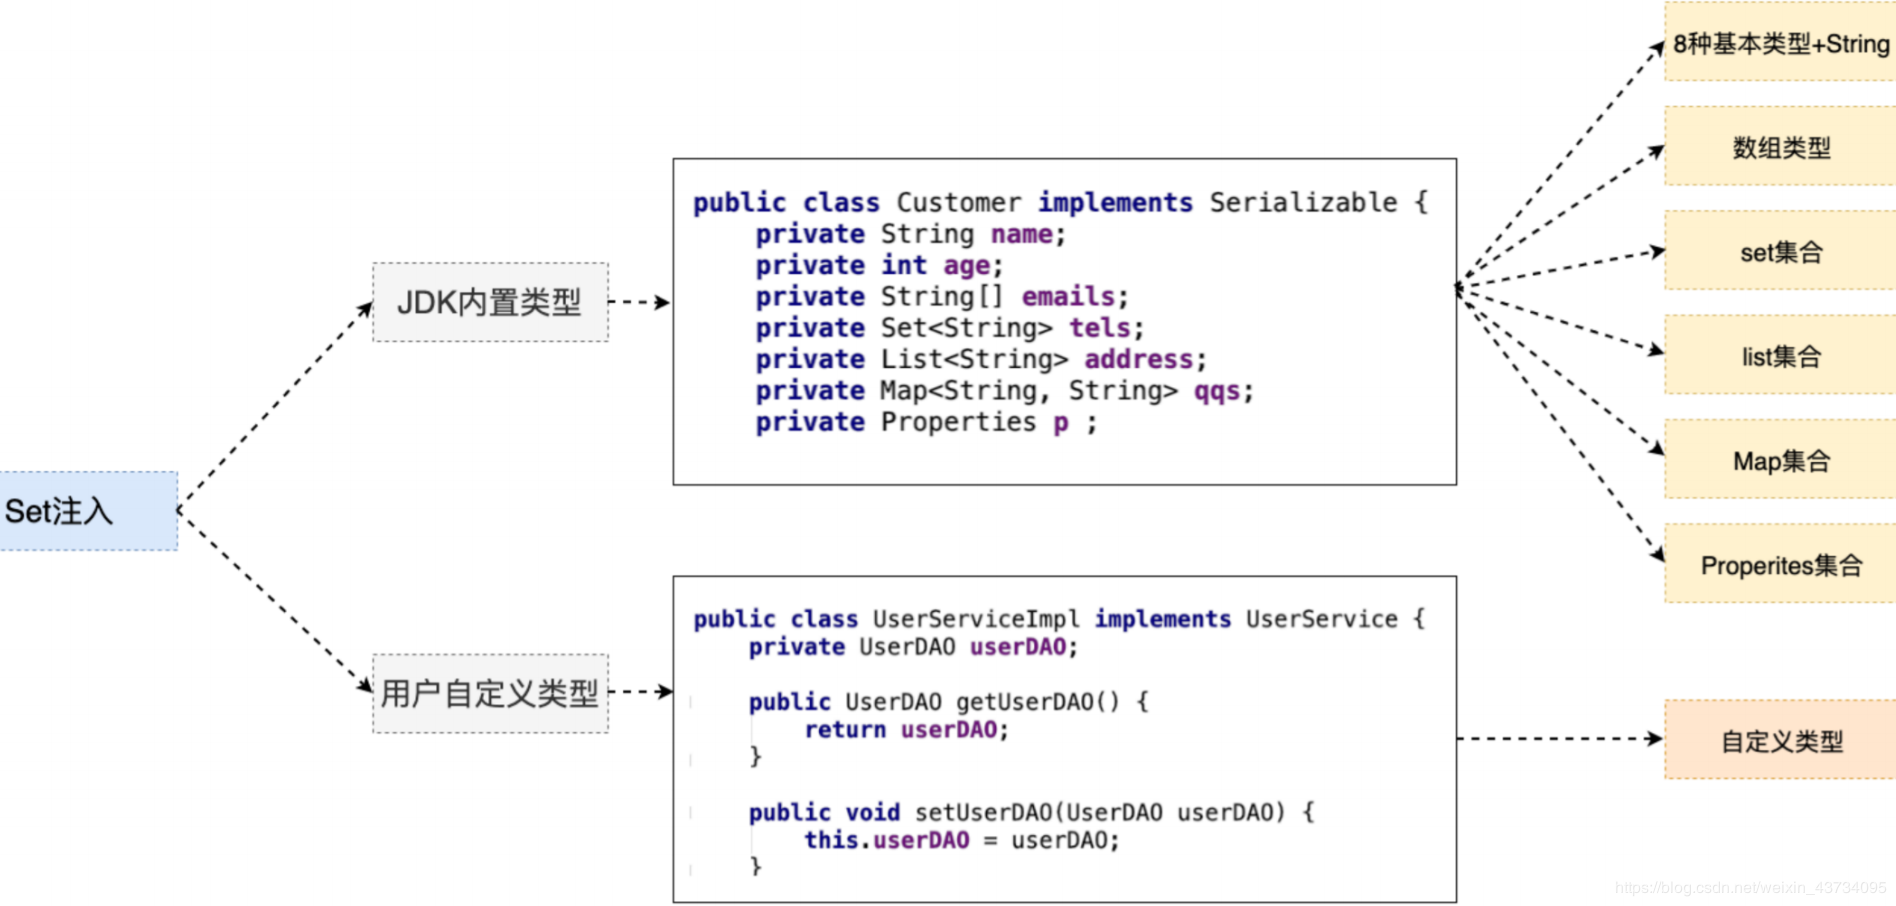 Set注入
JDK内置类型
用户自定义类型
public class Customer implements Serializable {
private String name;
private int age;
private String[] emails;
private Set<String> tels;
private List<String> address;
private Map<String, String> qqs;
private Properties p ;
public class UserServiceImpl implements UserService {
private UserDAO userDAO;
public UserDAO getUserDAO() {
return userDAO;
}
public void setUserDAO(UserDAO userDAO) {
this.userDAO = userDAO;
}
8种基本类型+String
数组类型
set集合
list集合
Map集合
Properites集合
自定义类型
https://blog.csdn.net/weixin_43734095